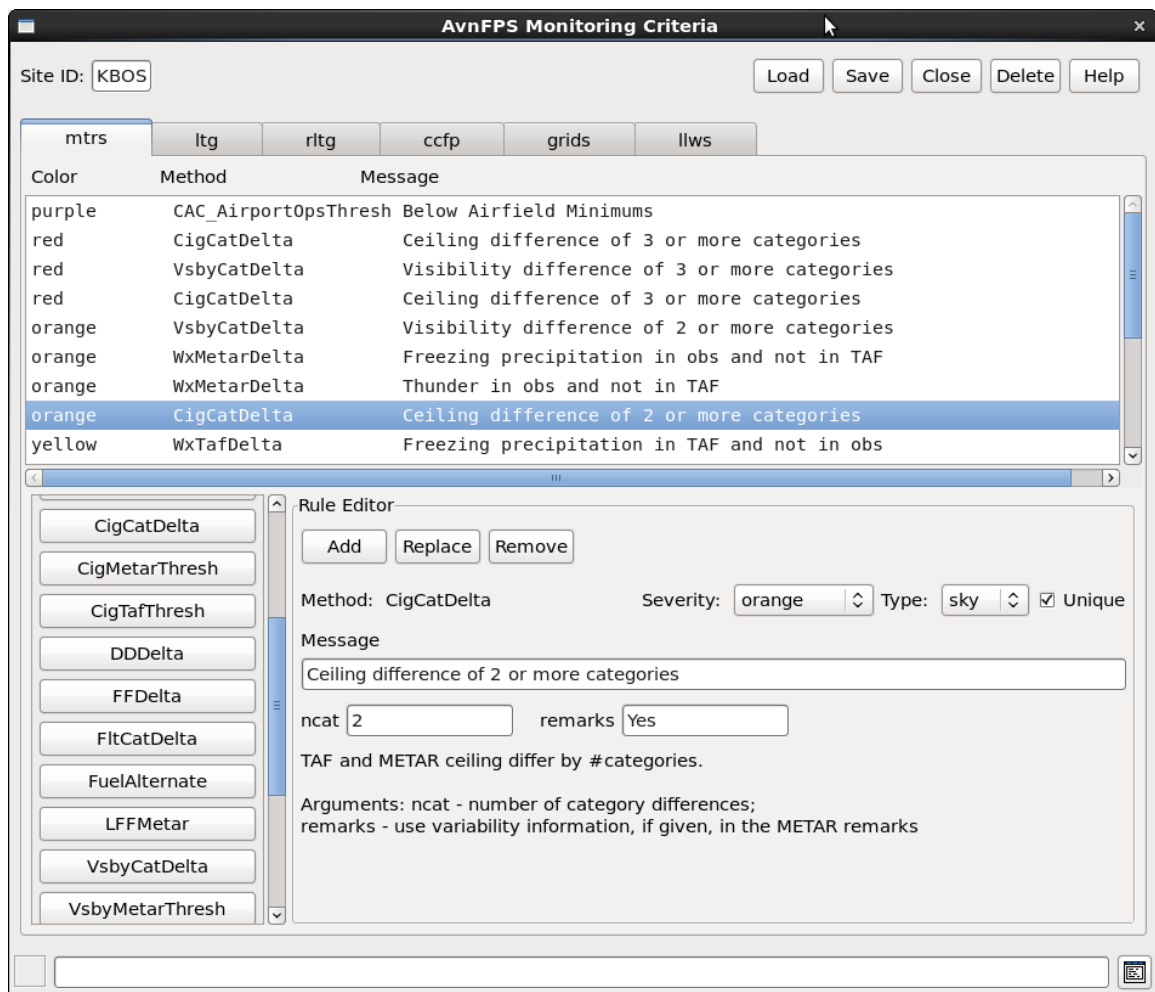 AvnFPS Monitoring Criteria
Site ID: KBOS Load Save Close Delete Help
mtrs ltg rltg ccfp grids llws
Color Method Message
purple CAC_AirportOpsThresh Below Airfield Minimums
red CigCatDelta Ceiling difference of 3 or more categories
red VsbyCatDelta Visibility difference of 3 or more categories
red CigCatDelta Ceiling difference of 3 or more categories
orange VsbyCatDelta Visibility difference of 2 or more categories
orange WxMetarDelta Freezing precipitation in obs and not in TAF
orange WxMetarDelta Thunder in obs and not in TAF
orange CigCatDelta Ceiling difference of 2 or more categories
yellow WxTafDelta Freezing precipitation in TAF and not in obs
CigCatDelta
CigMetarThresh
CigTafThresh
DDDelta
FFDelta
FltCatDelta
FuelAlternate
LFFMetar
VsbyCatDelta
VsbyMetarThresh
Rule Editor
Add Replace Remove
Method: CigCatDelta Severity: orange Type: sky Unique
Message
Ceiling difference of 2 or more categories
ncat 2 remarks Yes
TAF and METAR ceiling differ by #categories.
Arguments: ncat - number of category differences;
remarks - use variability information, if given, in the METAR remarks